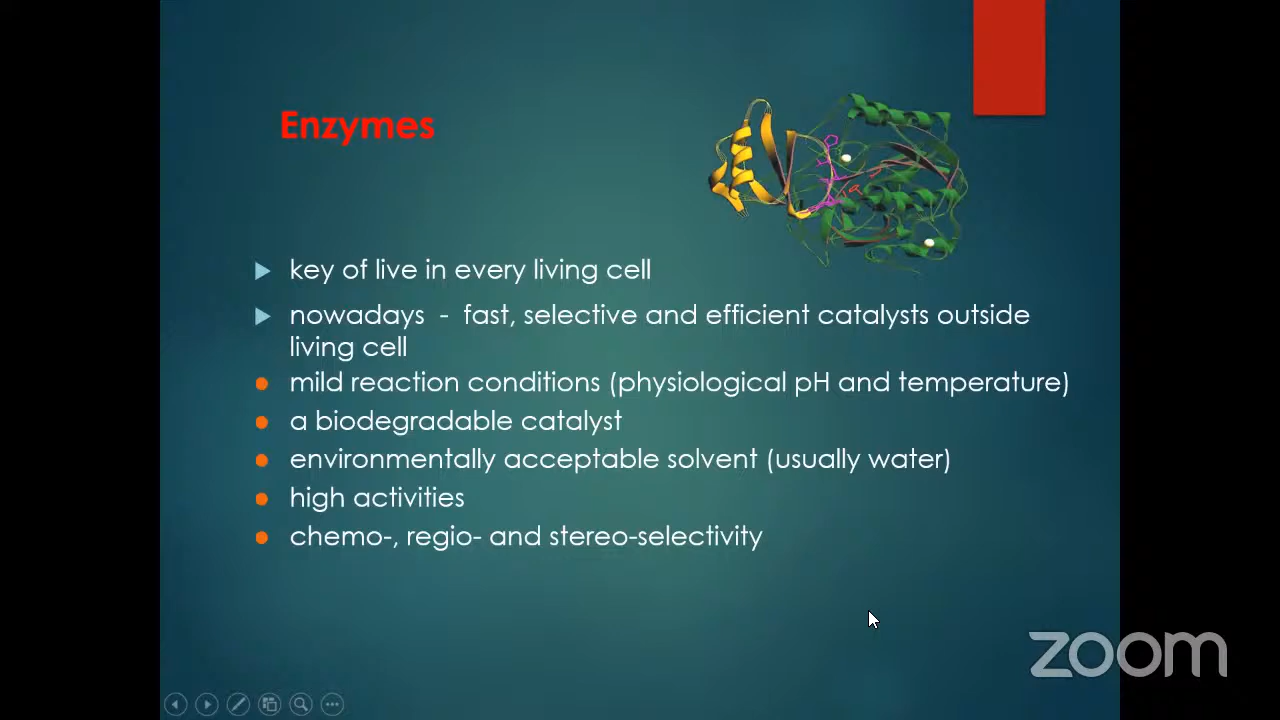 Enzymes
key of live in every living cell
nowadays - fast, selective and efficient catalysts outside
living cell
mild reaction conditions (physiological pH and temperature)
a biodegradable catalyst
environmentally acceptable solvent (usually water)
high activities
chemo-, regio- and stereo-selectivity
zoom